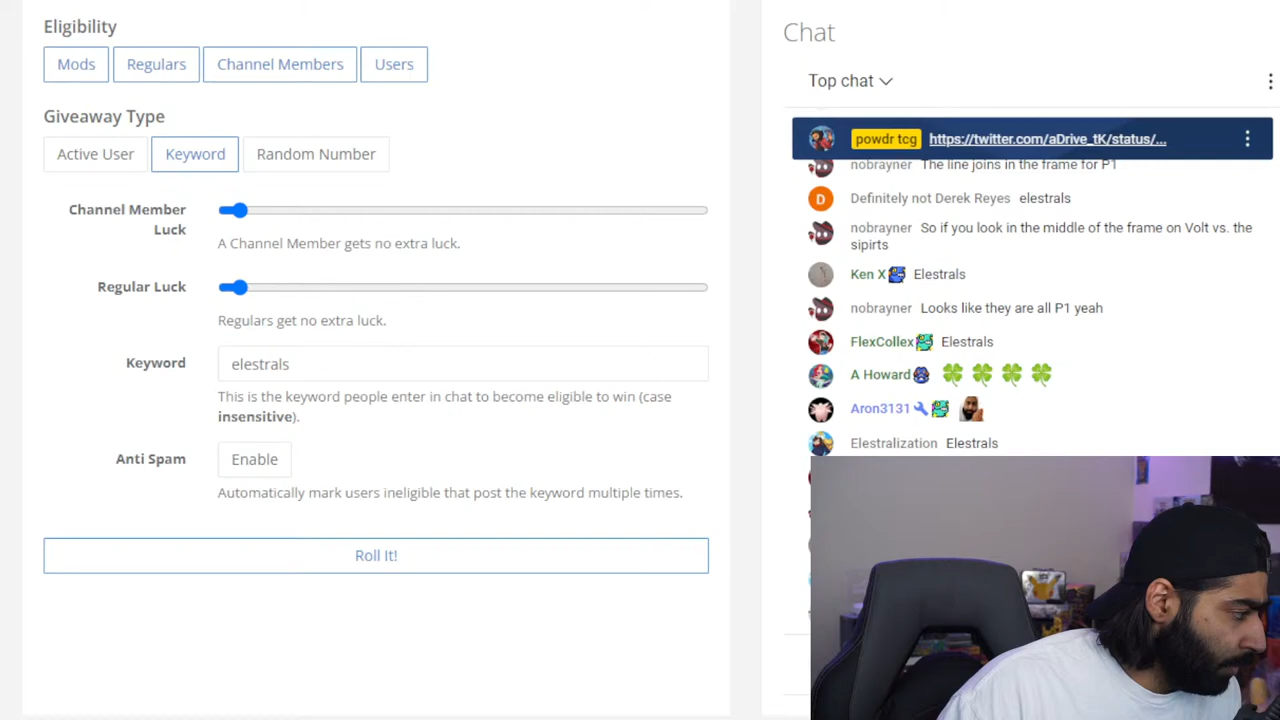 Eligibility
Mods
Regulars
Channel Members
Users
Giveaway Type
Active User
Keyword
Random Number
Channel Member
Luck
A Channel Member gets no extra luck.
Regular Luck
Regulars get no extra luck.
Keyword
elestrals
This is the keyword people enter in chat to become eligible to win (case
insensitive).
Anti Spam
Enable
Automatically mark users ineligible that post the keyword multiple times.
Roll It!
Chat
Top chat
powdr tcg https://twitter.com/aDrive_tK/status/...
nobrayner The line joins in the frame for P1
Definitely not Derek Reyes elestrals
nobrayner So if you look in the middle of the frame on Volt vs. the
sipirts
Ken X Elestrals
nobrayner Looks like they are all P1 yeah
FlexCollex Elestrals
A Howard
Aron3131
Elestralization Elestrals